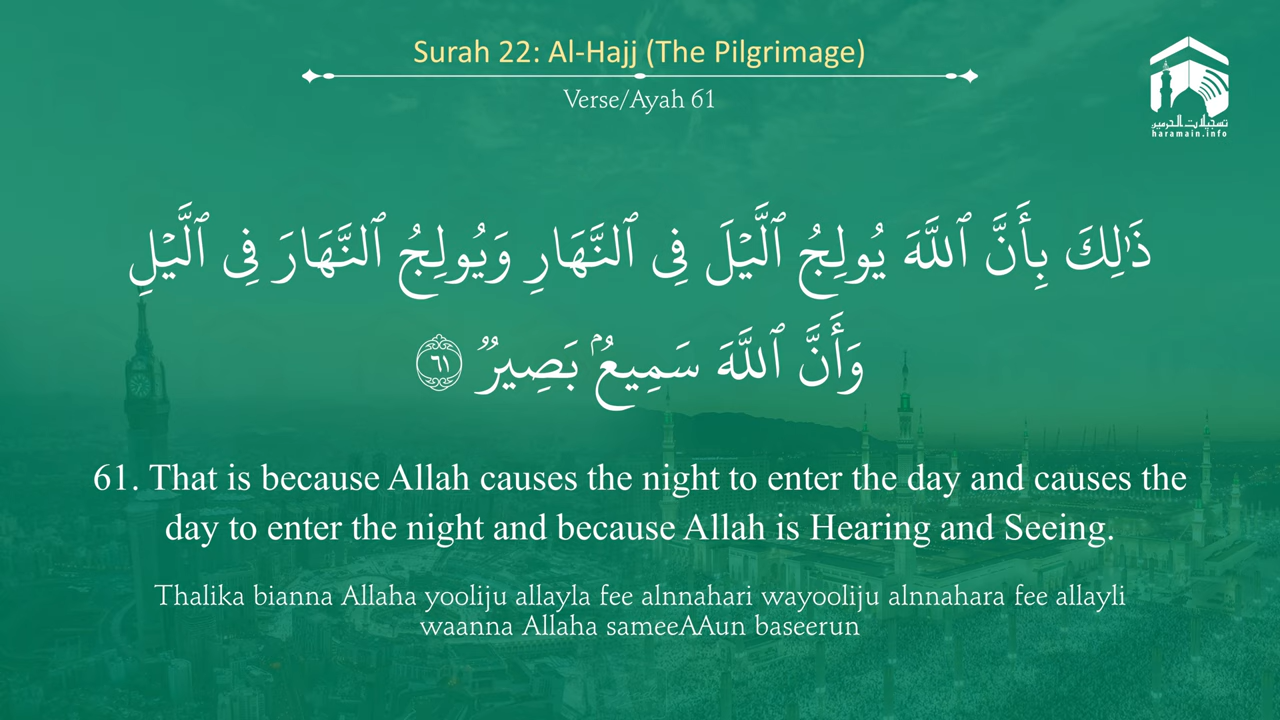 Surah 22: Al-Hajj (The Pilgrimage)
Verse/Ayah 61
تسجيلات الحرمين
haramain.info
ذَٰلِكَ بِأَنَّ ٱللَّهَ يُولِجُ ٱلَّيْلَ فِى ٱلنَّهَارِ وَيُولِجُ ٱلنَّهَارَ فِى ٱلَّيْلِ
وَأَنَّ ٱللَّهَ سَمِيعٌۢ بَصِيرٌ ٦١
61. That is because Allah causes the night to enter the day and causes the
day to enter the night and because Allah is Hearing and Seeing.
Thalika bianna Allaha yooliju allayla fee alnnahari wayooliju alnnahara fee allayli
waanna Allaha sameeAAun baseerun